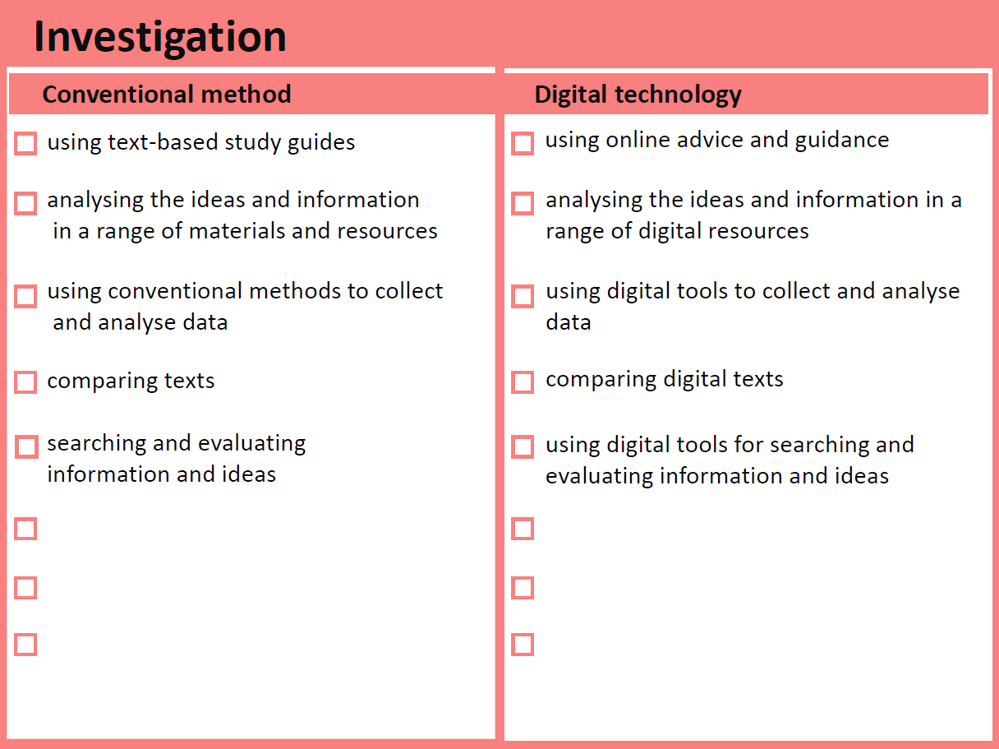 Investigation
Conventional method
using text-based study guides
analysing the ideas and information
in a range of materials and resources
using conventional methods to collect
and analyse data
comparing texts
searching and evaluating
information and ideas
Digital technology
using online advice and guidance
analysing the ideas and information in a
range of digital resources
using digital tools to collect and analyse
data
comparing digital texts
using digital tools for searching and
evaluating information and ideas